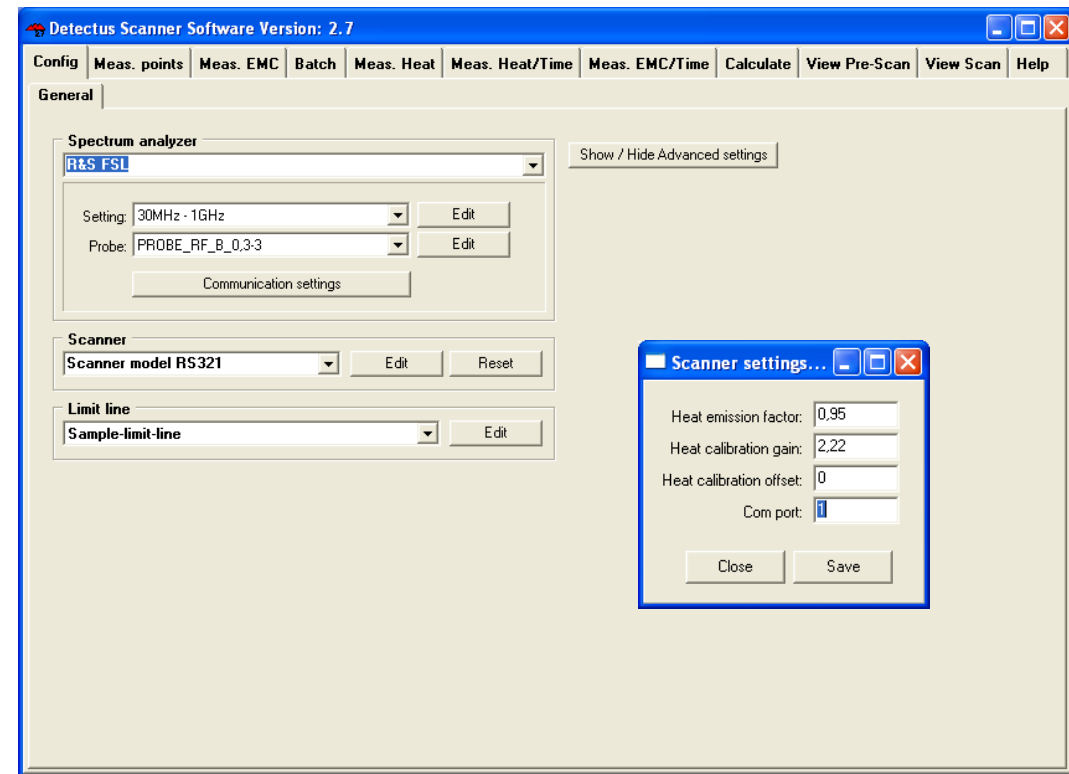 Detectus Scanner Software Version: 2.7
Config Meas. points Meas. EMC Batch Meas. Heat Meas. Heat/Time Meas. EMC/Time Calculate View Pre-Scan View Scan Help
General
Spectrum analyzer
R&S FSL
Show / Hide Advanced settings
Setting: 30MHz - 1GHz Edit
Probe: PROBE_RF_B_0,3-3 Edit
Communication settings
Scanner
Scanner model RS321 Edit Reset
Limit line
Sample-limit-line Edit
Scanner settings...
Heat emission factor: 0,95
Heat calibration gain: 2,22
Heat calibration offset: 0
Com port: 1
Close Save